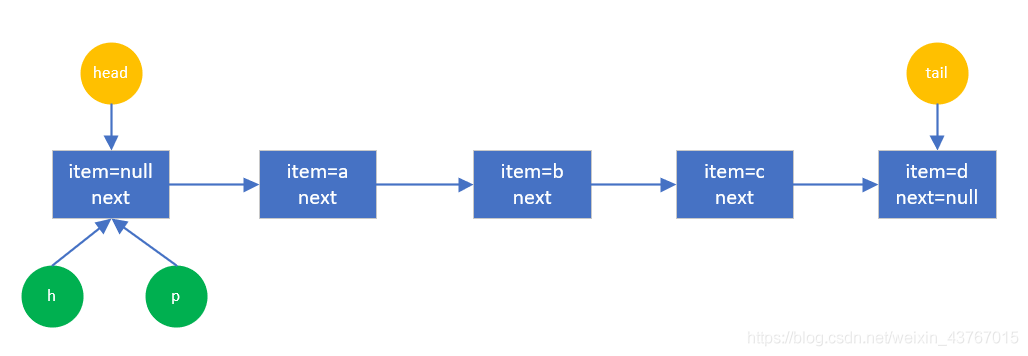 head
tail
item=null
next
item=a
next
item=b
next
item=c
next
item=d
next=null
h
p
https://blog.csdn.net/weixin_43767015